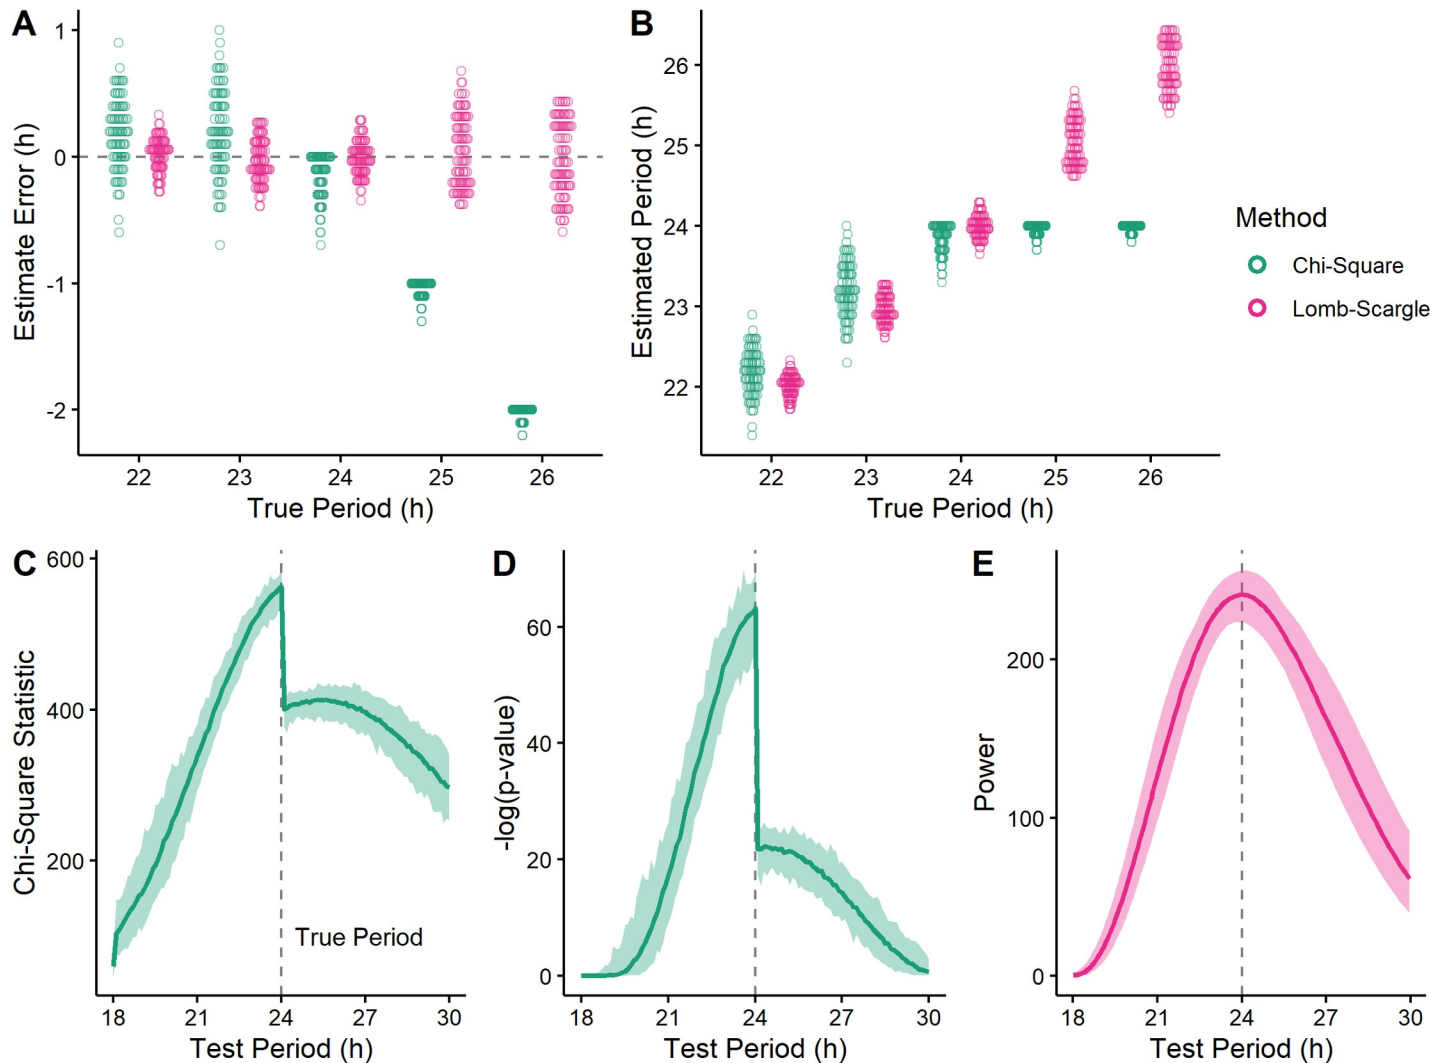 A
Estimate Error (h)
1
0
-1
-2
22 23 24 25 26
True Period (h)
B
Estimated Period (h)
26
25
24
23
22
22 23 24 25 26
True Period (h)
Method
Chi-Square
Lomb-Scargle
C
Chi-Square Statistic
600
400
200
True Period
18 21 24 27 30
Test Period (h)
D
-log(p-value)
60
40
20
0
18 21 24 27 30
Test Period (h)
E
Power
200
100
0
18 21 24 27 30
Test Period (h)